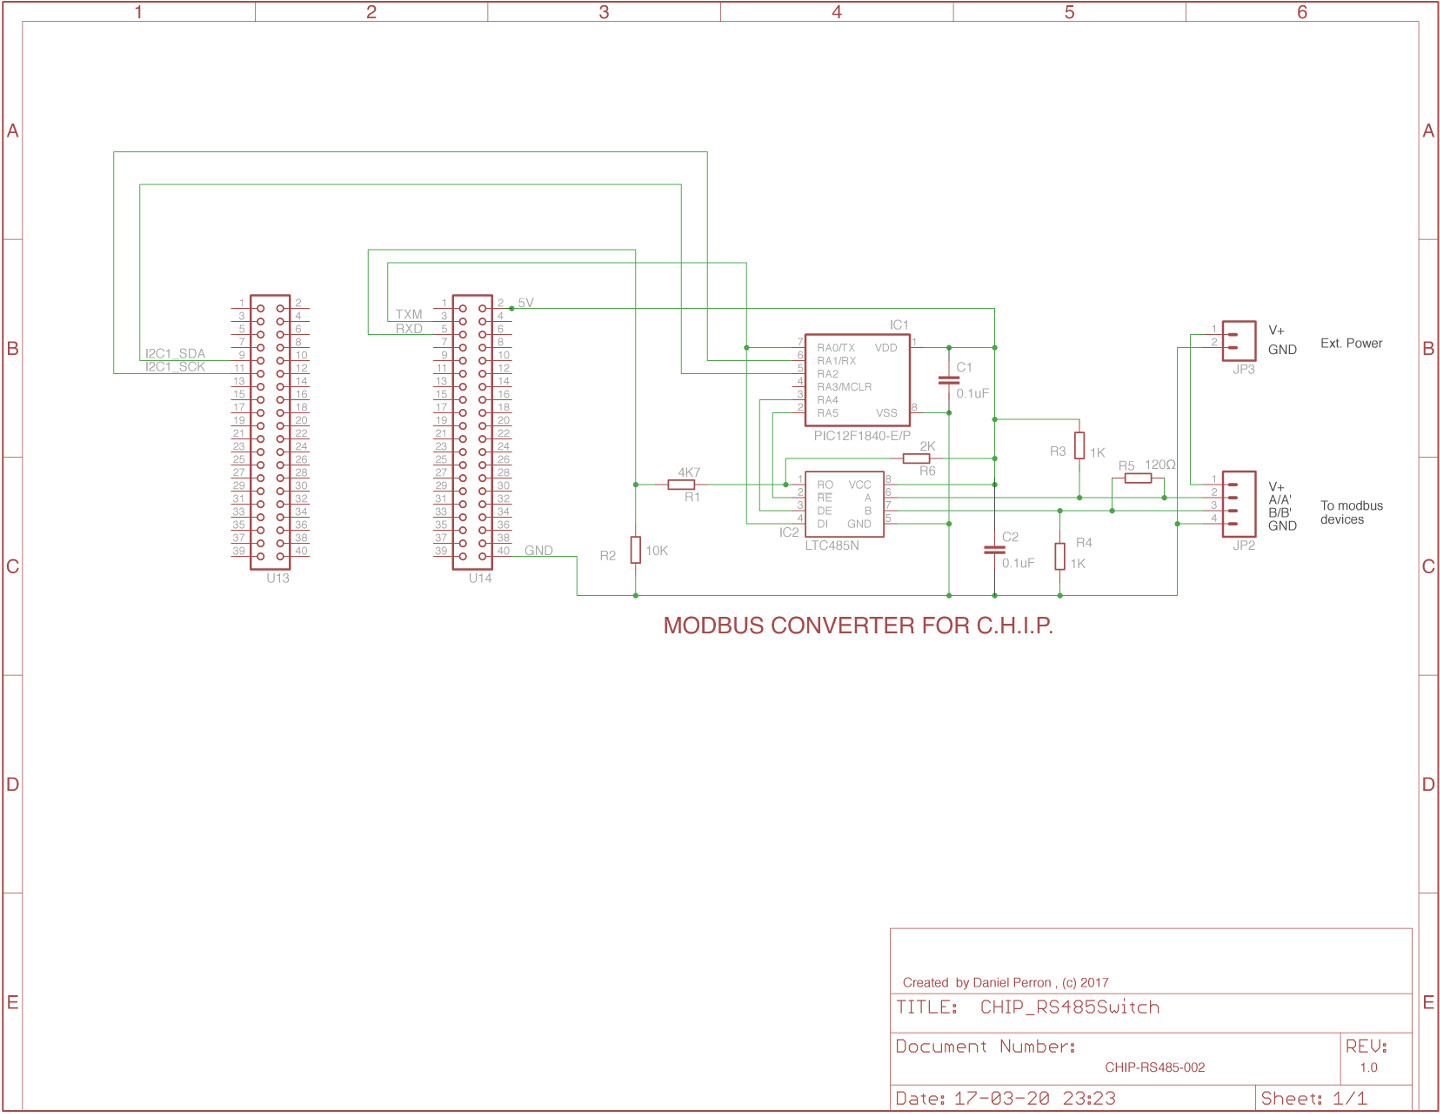 1 2 3 4 5 6
A A
B B
C C
D D
E E
I2C1_SDA
I2C1_SCK
1 2
3 4
5 6
7 8
9 10
11 12
13 14
15 16
17 18
19 20
21 22
23 24
25 26
27 28
29 30
31 32
33 34
35 36
37 38
39 40
U13
TXM
RXD
5V
1 2
3 4
5 6
7 8
9 10
11 12
13 14
15 16
17 18
19 20
21 22
23 24
25 26
27 28
29 30
31 32
33 34
35 36
37 38
39 40
GND
U14
R2 10K
4K7
R1
IC1
7 RA0/TX VDD 1
6 RA1/RX
5 RA2
4 RA3/MCLR
3 RA4
2 RA5 VSS 8
PIC12F1840-E/P
C1
0.1uF
2K
R6
1 RO VCC 8
2 RE A 6
3 DE B 7
4 DI GND 5
IC2
LTC485N
C2
0.1uF
R3 1K
R4
1K
R5 120Ω
1 V+
2 GND
JP3
Ext. Power
1 V+
2 A/A'
3 B/B'
4 GND
JP2
To modbus
devices
MODBUS CONVERTER FOR C.H.I.P.
Created by Daniel Perron , (c) 2017
TITLE: CHIP_RS485Switch
Document Number:
CHIP-RS485-002
REV:
1.0
Date: 17-03-20 23:23
Sheet: 1/1